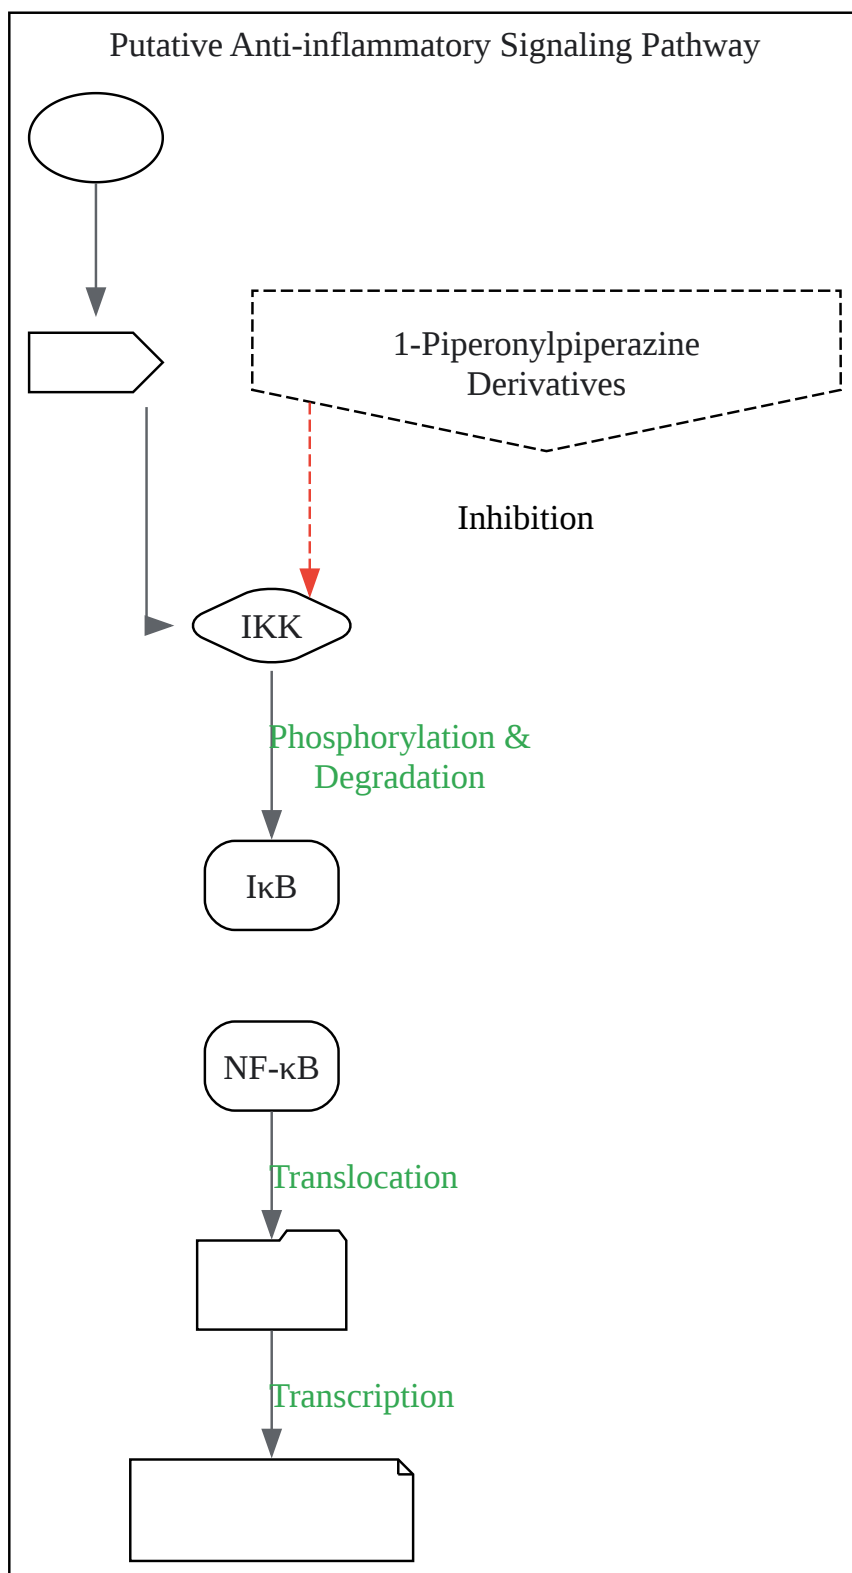 Putative Anti-inflammatory Signaling Pathway
1-Piperonylpiperazine
Derivatives
Inhibition
IKK
Phosphorylation &
Degradation
IκB
NF-κB
Translocation
Transcription